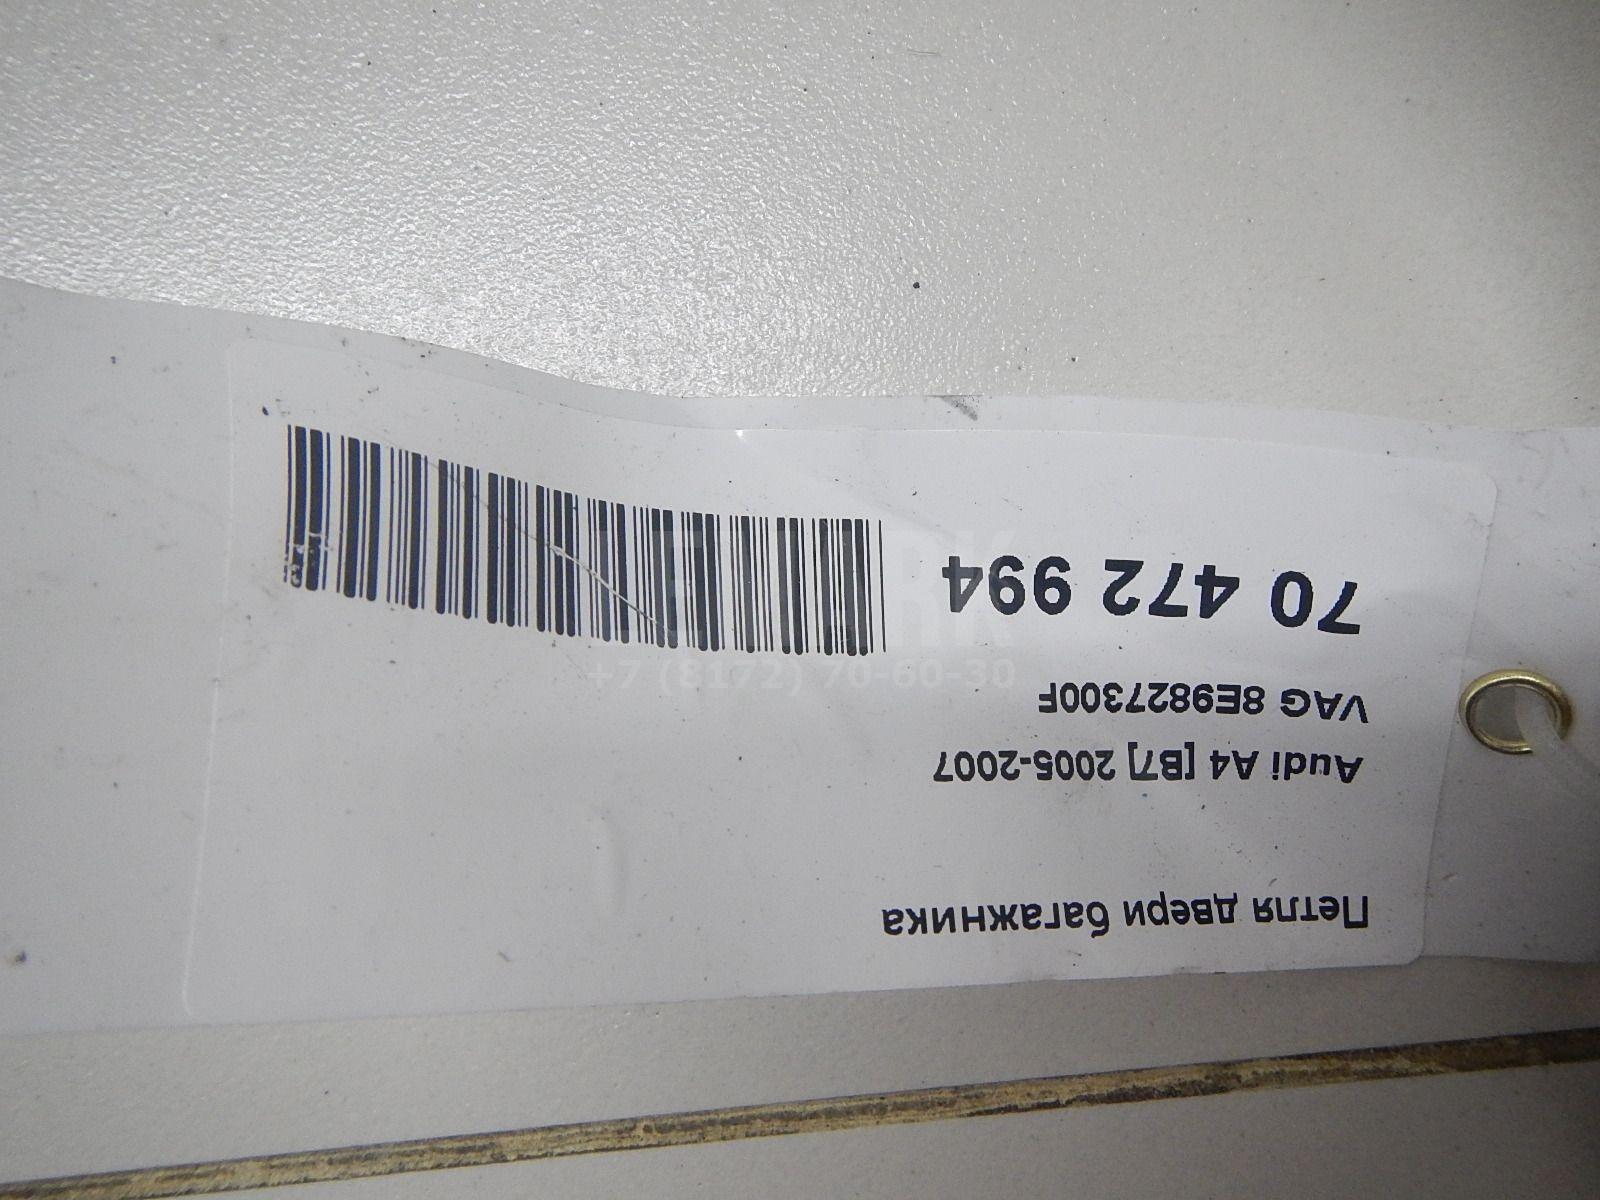 Петля двери багажника
Audi A4 [B7] 2005-2007
VAG 8E9827300F
70 472 994
+7 (8172) 70-60-30